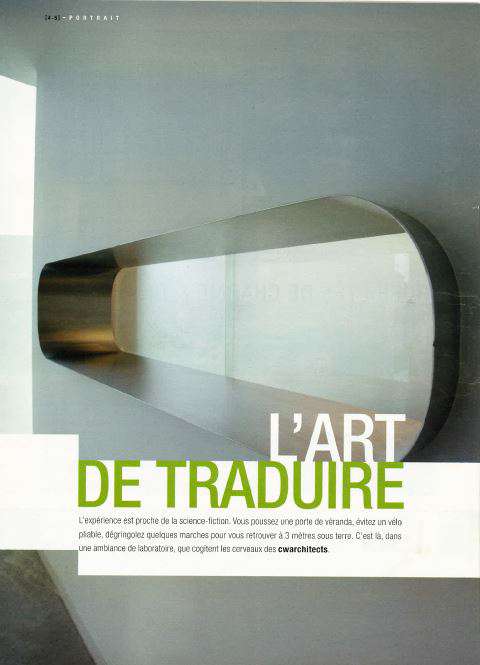 [4-5] - PORTRAIT
L'ART
DE TRADUIRE
L'expérience est proche de la science-fiction. Vous poussez une porte de véranda, évitez un vélo
pliable, dégringolez quelques marches pour vous retrouver à 3 mètres sous terre. C'est là, dans
une ambiance de laboratoire, que cogitent les cerveaux des cwarchitects.